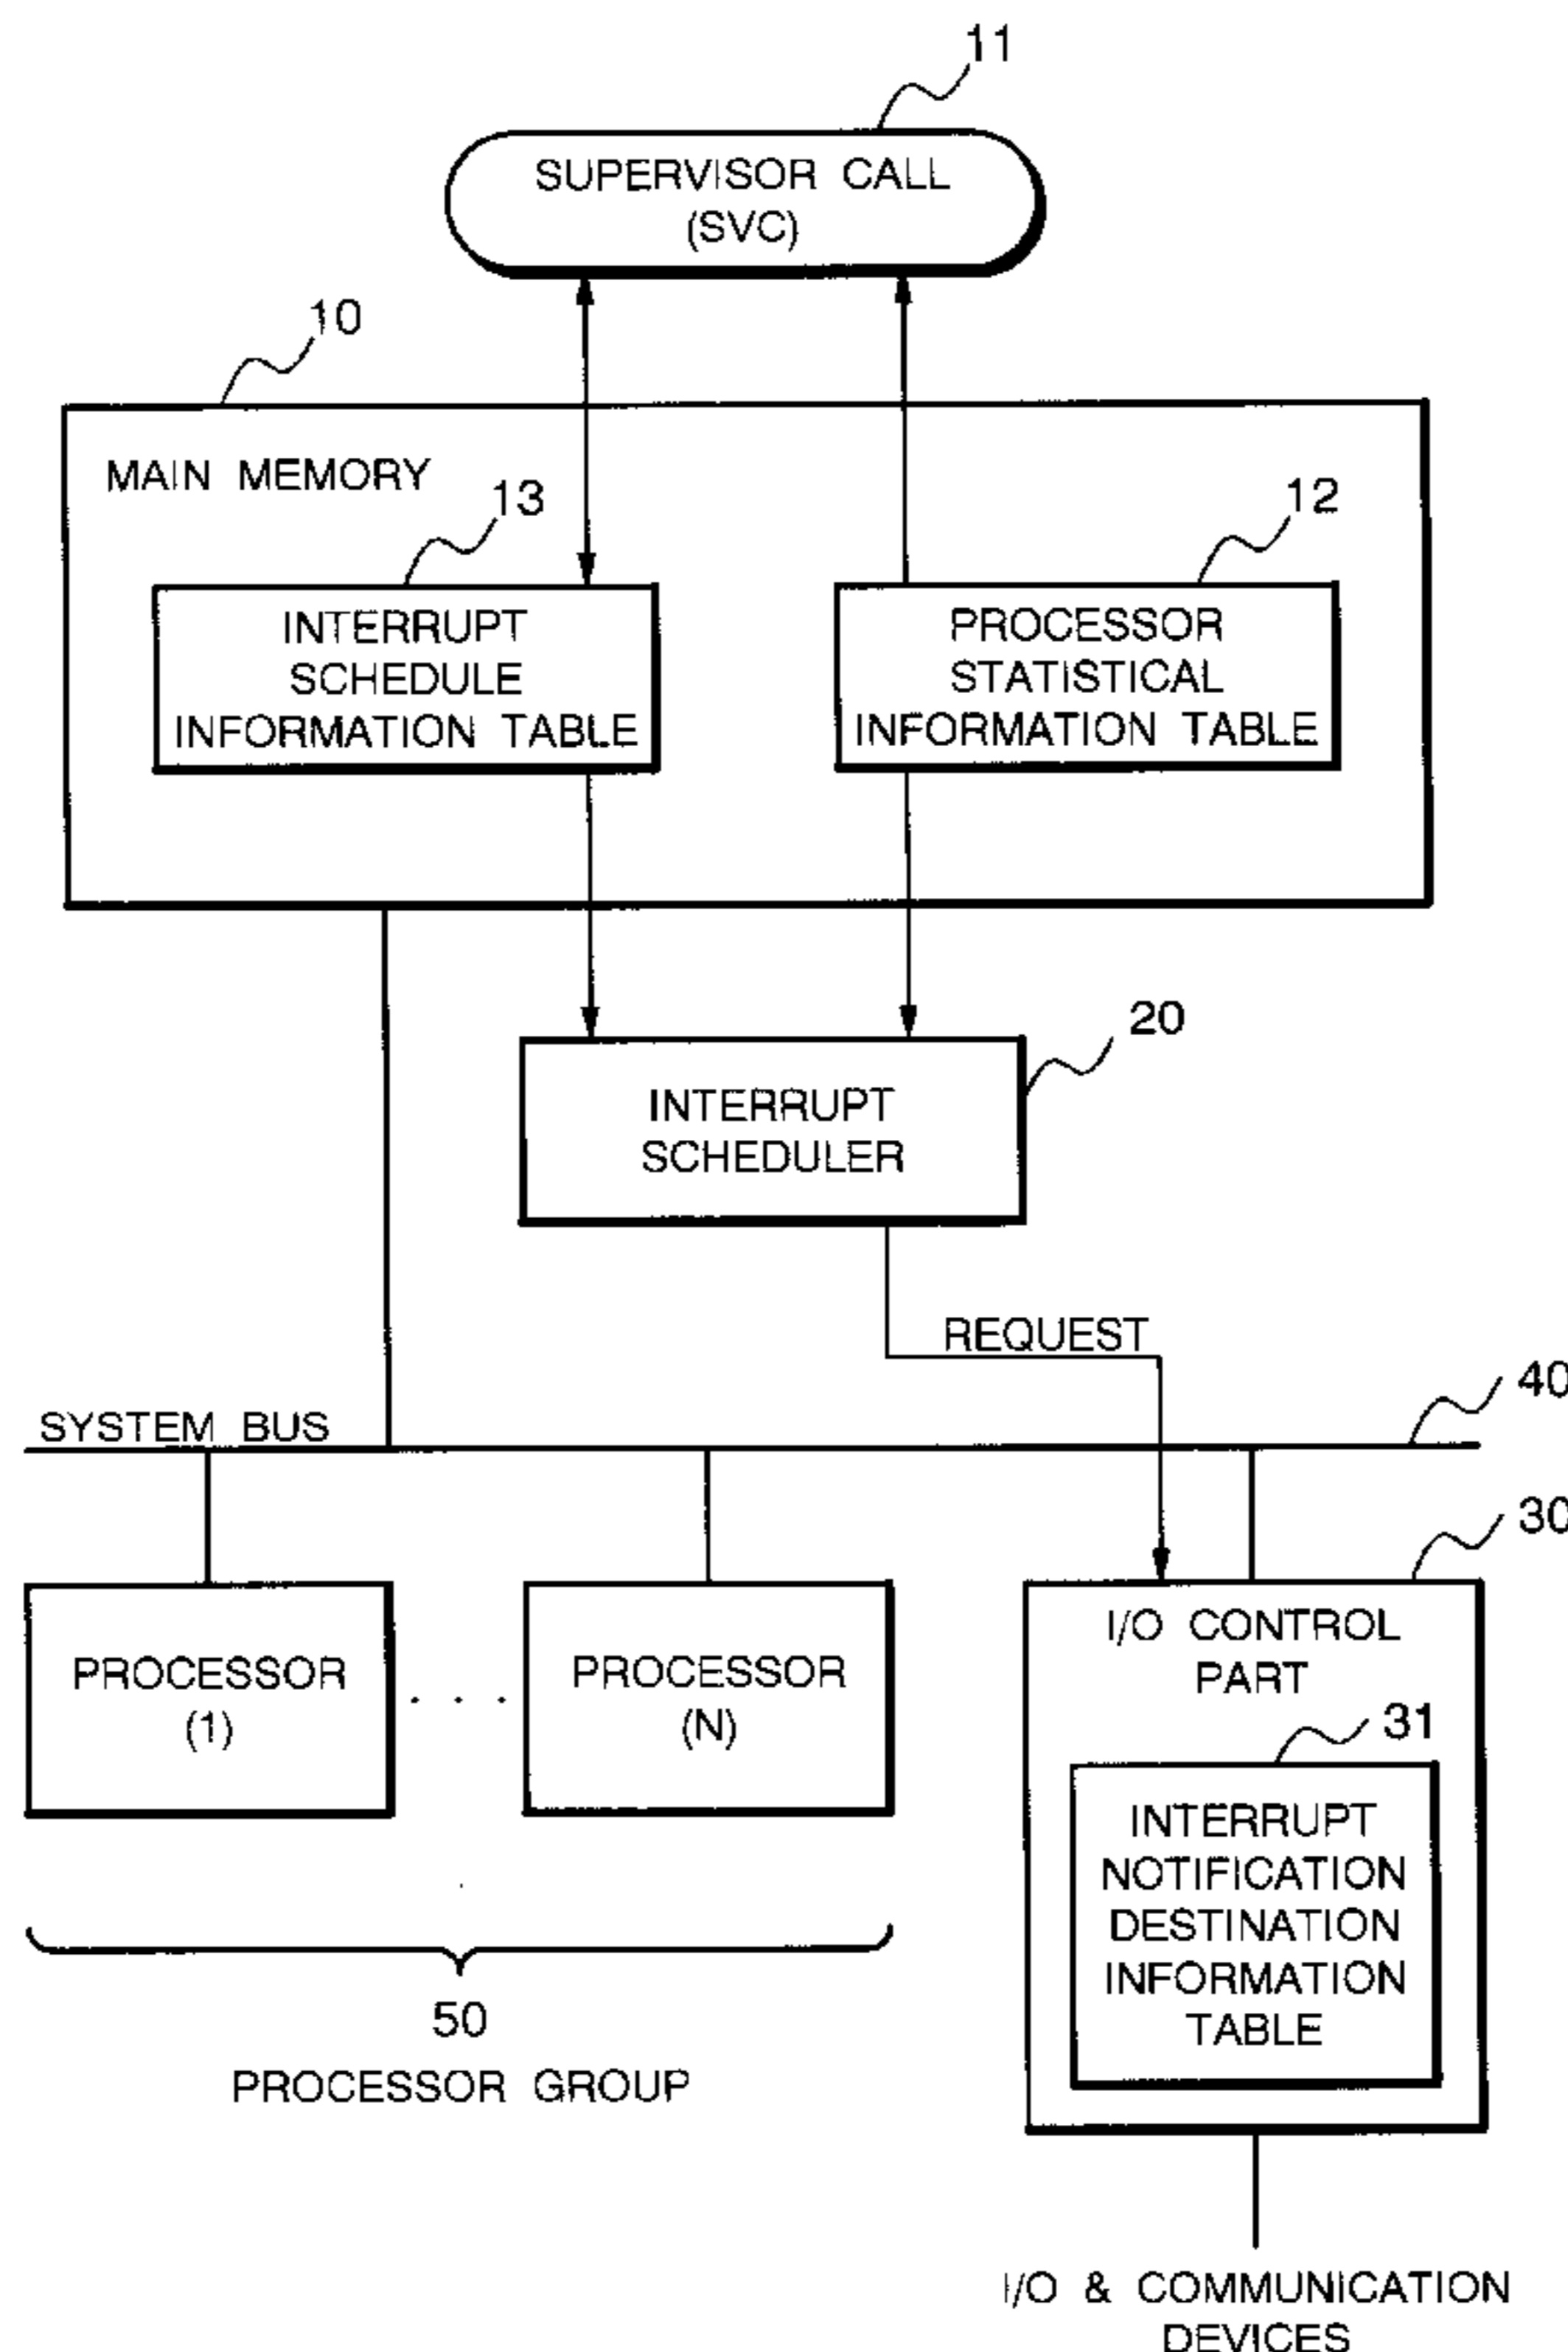 11
SUPERVISOR CALL
(SVC)
10
MAIN MEMORY
13
12
INTERRUPT
SCHEDULE
INFORMATION TABLE
PROCESSOR
STATISTICAL
INFORMATION TABLE
20
INTERRUPT
SCHEDULER
REQUEST
40
SYSTEM BUS
30
PROCESSOR
(1)
. . .
PROCESSOR
(N)
I/O CONTROL
PART
31
INTERRUPT
NOTIFICATION
DESTINATION
INFORMATION
TABLE
50
PROCESSOR GROUP
I/O & COMMUNICATION
DEVICES